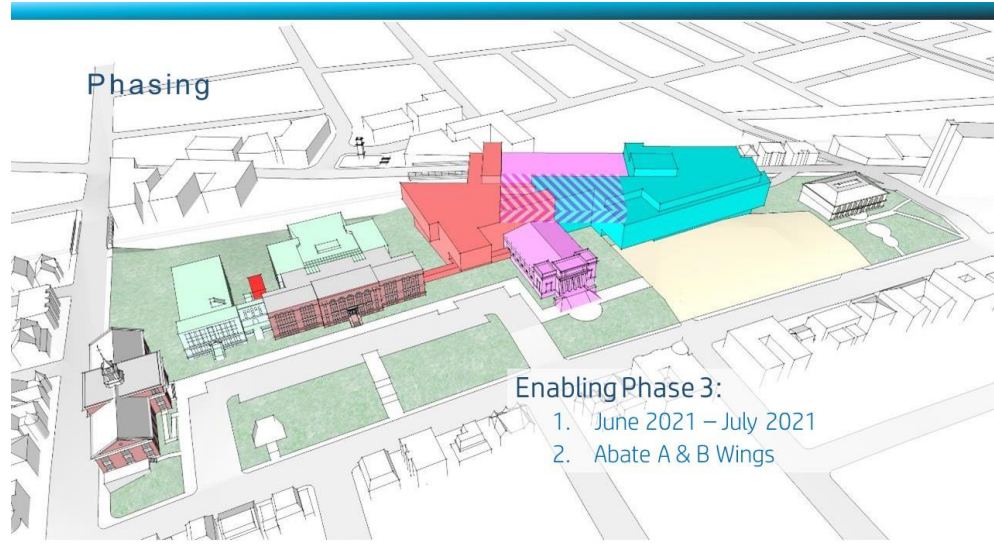 Phasing
Enabling Phase 3:
1. June 2021 – July 2021
2. Abate A & B Wings